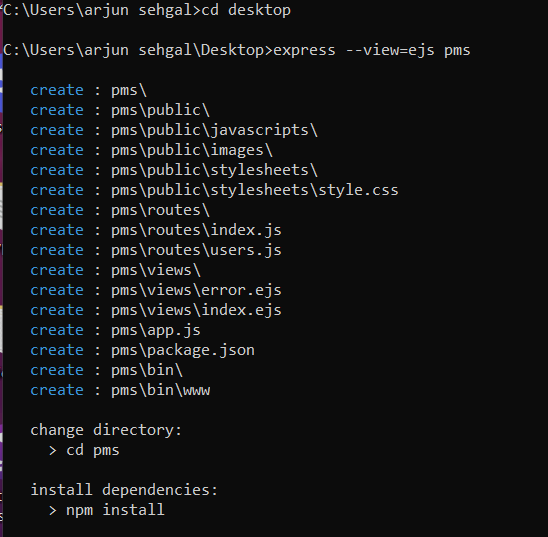 C:\Users\arjun sehgal>cd desktop
C:\Users\arjun sehgal\Desktop>express --view=ejs pms
create : pms\
create : pms\public\
create : pms\public\javascripts\
create : pms\public\images\
create : pms\public\stylesheets\
create : pms\public\stylesheets\style.css
create : pms\routes\
create : pms\routes\index.js
create : pms\routes\users.js
create : pms\views\
create : pms\views\error.ejs
create : pms\views\index.ejs
create : pms\app.js
create : pms\package.json
create : pms\bin\
create : pms\bin\www
change directory:
> cd pms
install dependencies:
> npm install